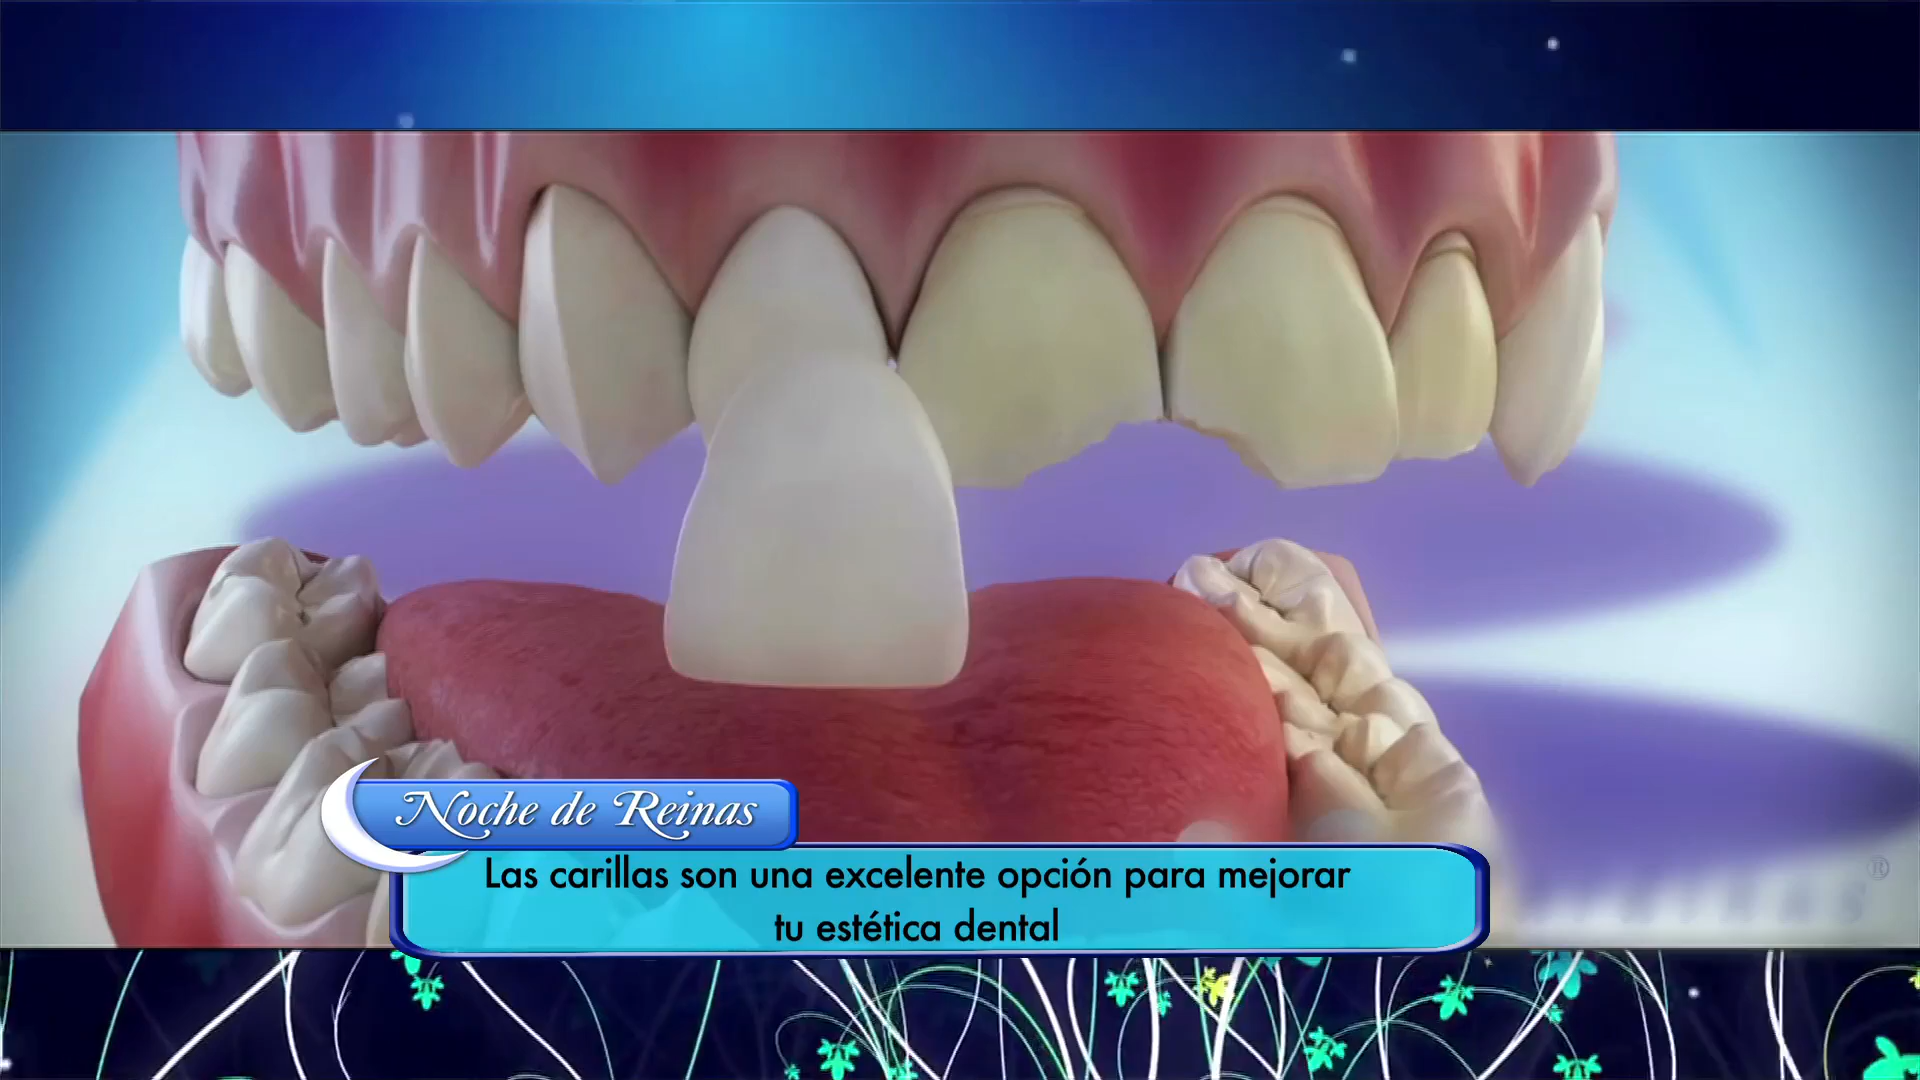 Noche de Reinas
Las carillas son una excelente opción para mejorar
tu estética dental
®